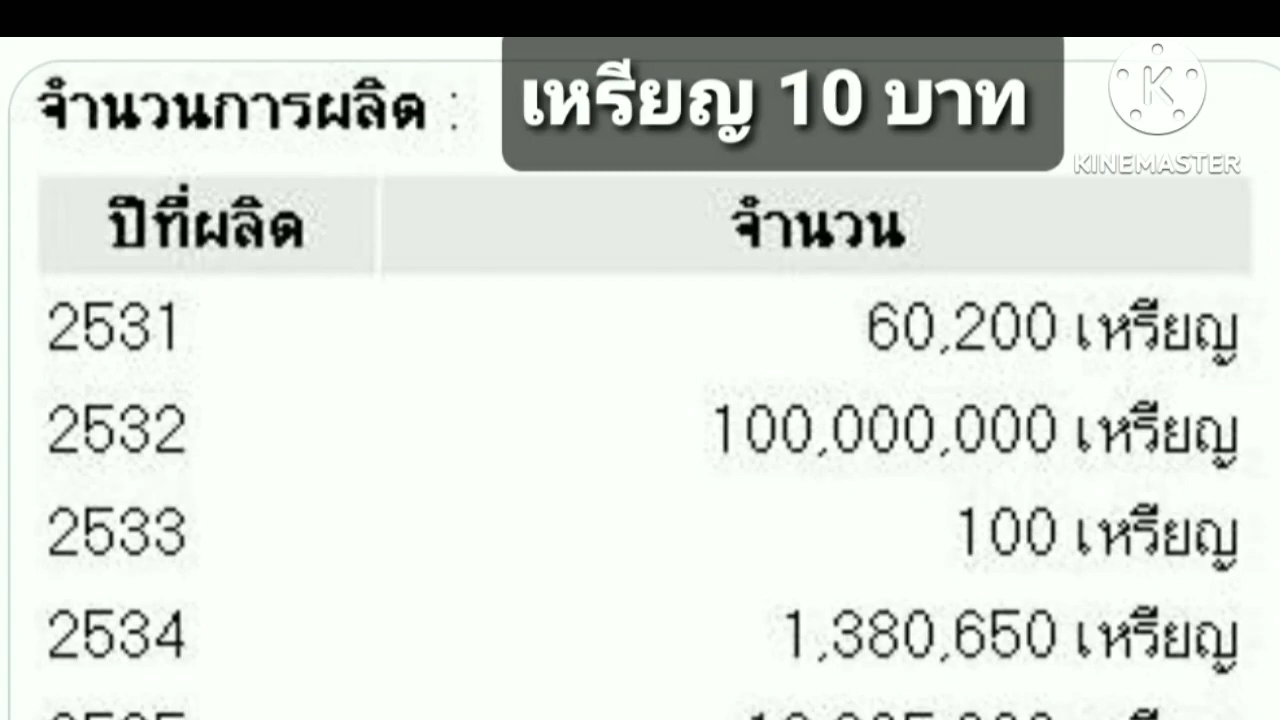 จำนวนการผลิต :
เหรียญ 10 บาท
K
KINEMASTER
ปีที่ผลิต จำนวน
2531 60,200 เหรียญ
2532 100,000,000 เหรียญ
2533 100 เหรียญ
2534 1,380,650 เหรียญ